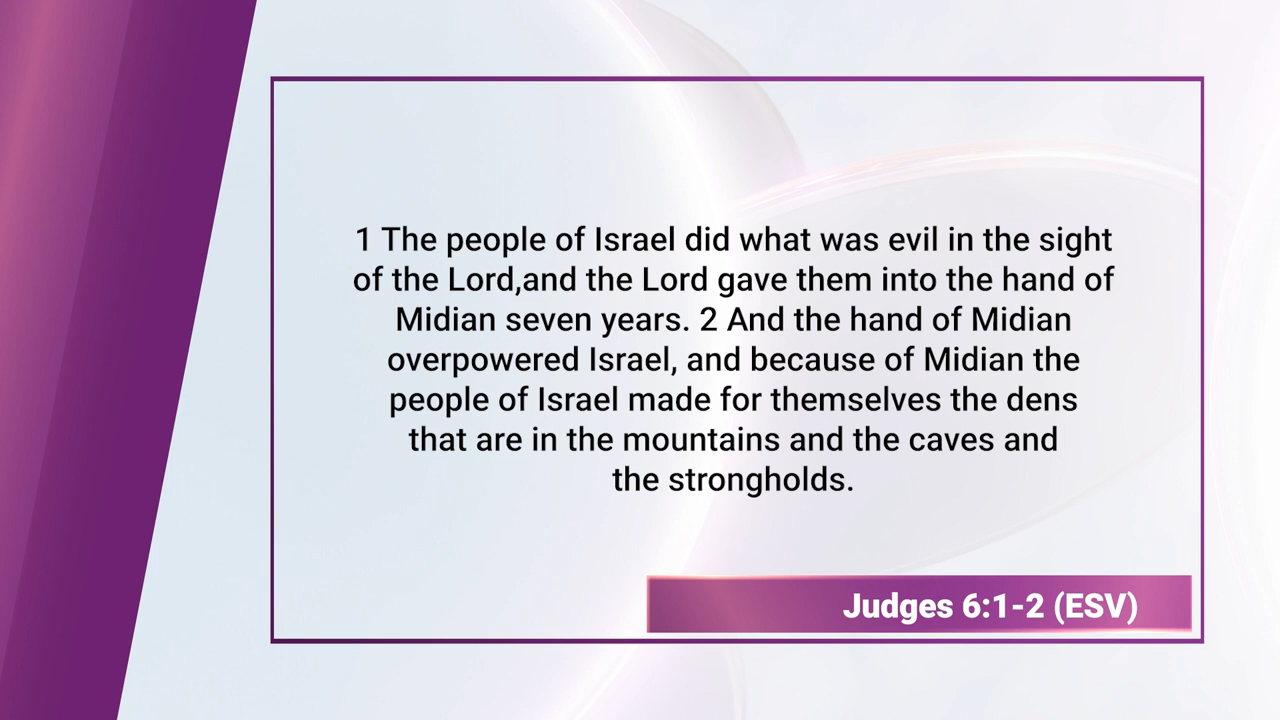 1 The people of Israel did what was evil in the sight
of the Lord,and the Lord gave them into the hand of
Midian seven years. 2 And the hand of Midian
overpowered Israel, and because of Midian the
people of Israel made for themselves the dens
that are in the mountains and the caves and
the strongholds.
Judges 6:1-2 (ESV)